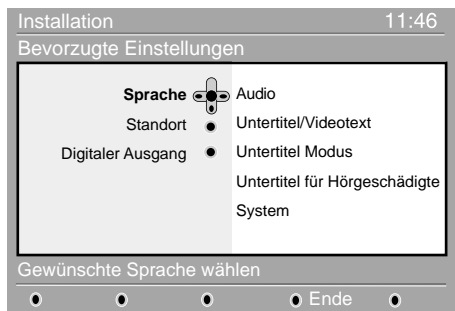 Installation 11:46
Bevorzugte Einstellungen
Sprache
Standort
Digitaler Ausgang
Audio
Untertitel/Videotext
Untertitel Modus
Untertitel für Hörgeschädigte
System
Gewünschte Sprache wählen
Ende